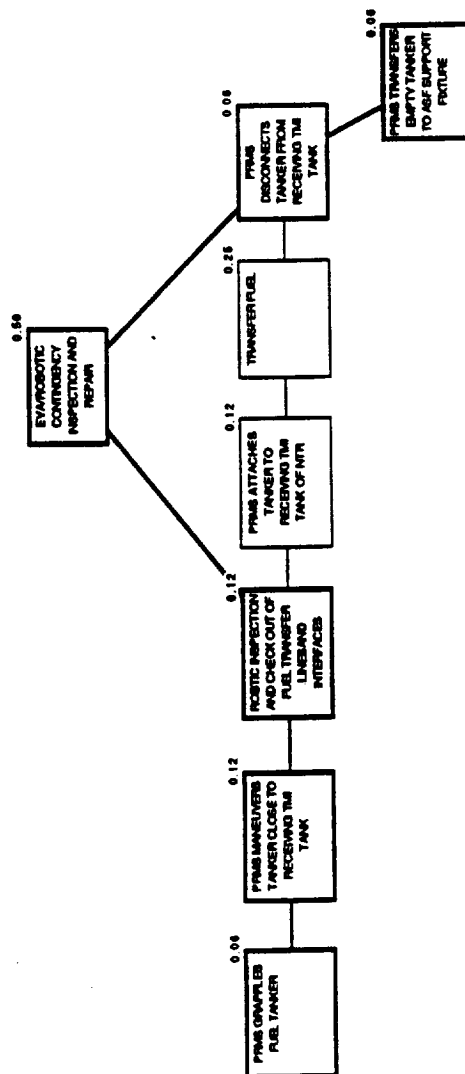 0.06
PRMS GRAPPLES
FUEL TANKER
0.12
PRMS MANEUVERS
TANKER CLOSE TO
RECEIVING TMI
TANK
0.12
ROBTIC INSPECTION
AND CHECK OUT OF
FUEL TRANSFER
LINEBAND
INTERFACES
0.12
PRMS ATTACHES
TANKER TO
RECEIVING TMI
TANK OF NTR
0.25
TRANSFER FUEL
0.06
PRMS
DISCONNECTS
TANKER FROM
RECEIVING TMI
TANK
0.50
EVA/ROBOTIC
CONTINGENCY
INSPECTION AND
REPAIR
0.06
PRMS TRANSFERS
EMPTY TANKER
TO ASF SUPPORT
FIXTURE